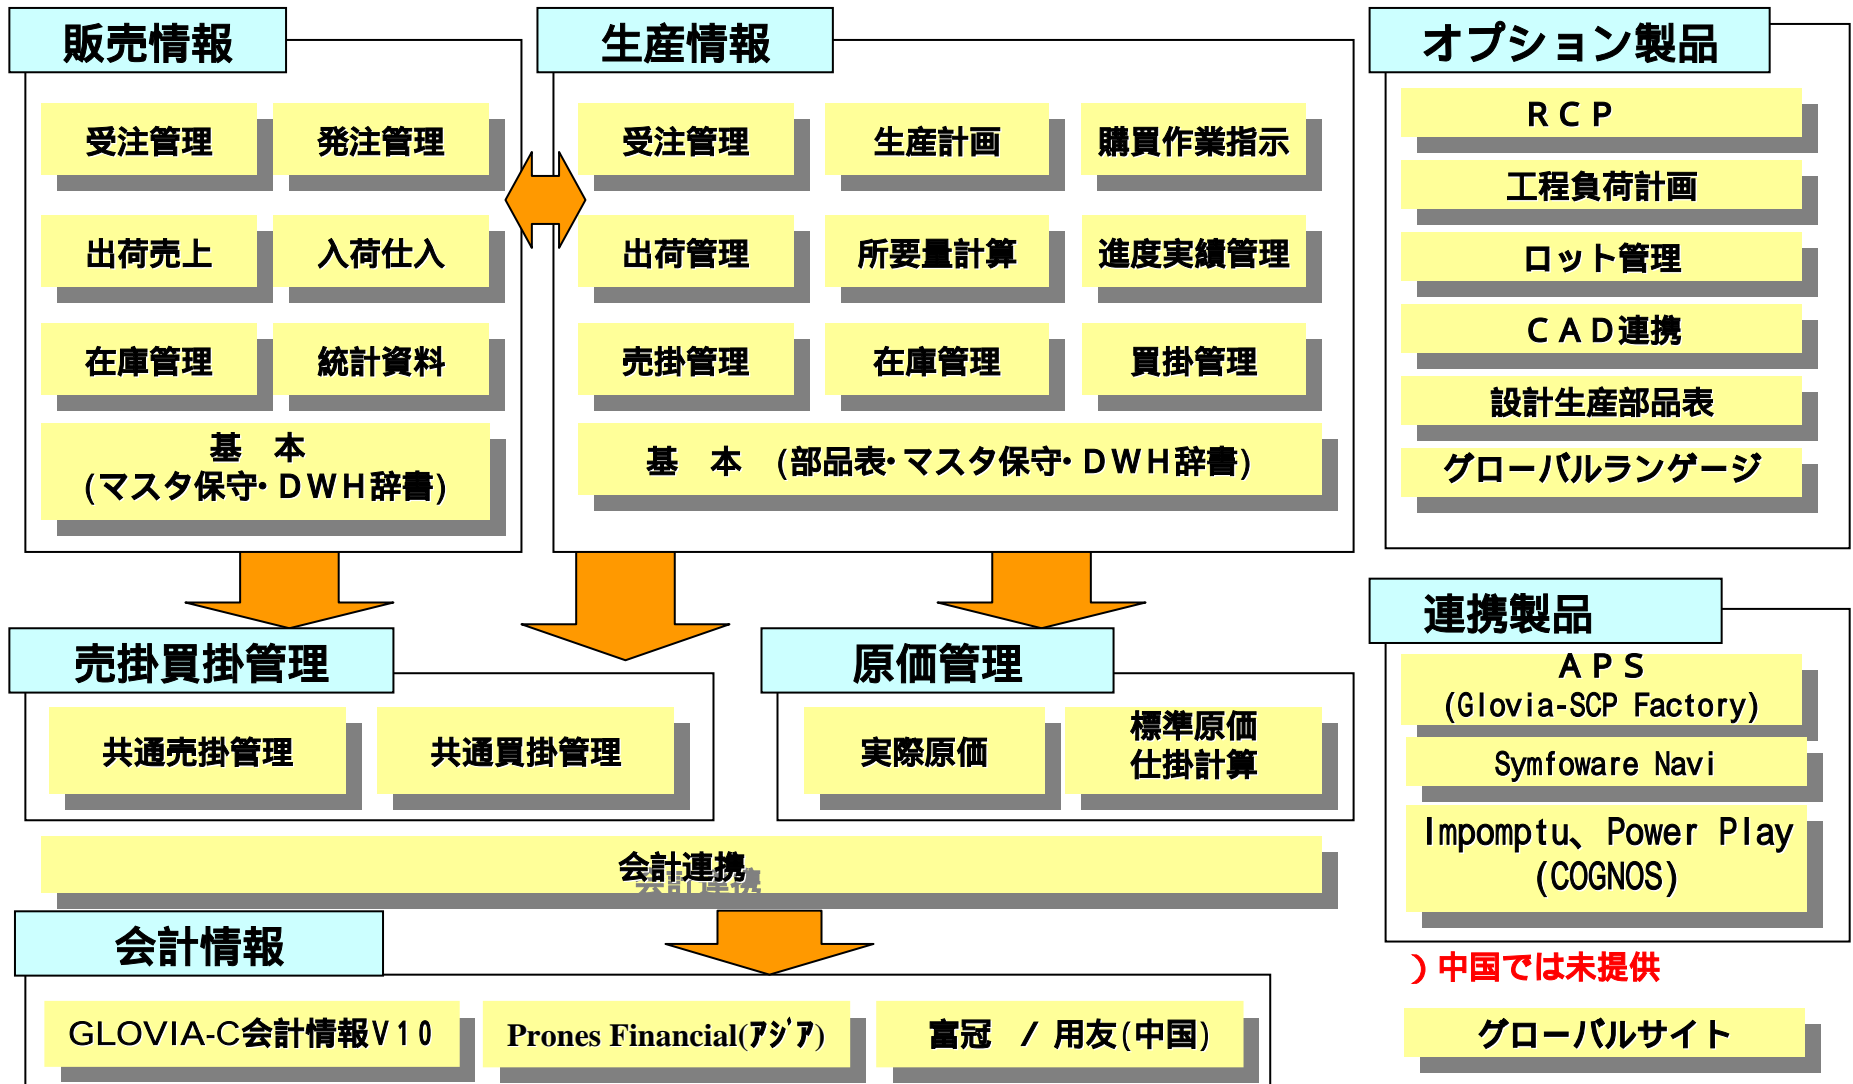 販売情報
受注管理
発注管理
出荷売上
入荷仕入
在庫管理
統計資料
基　本
(マスタ保守・ＤＷＨ辞書)
生産情報
受注管理
生産計画
購買作業指示
出荷管理
所要量計算
進度実績管理
売掛管理
在庫管理
買掛管理
基　本　(部品表・マスタ保守・ＤＷＨ辞書)
オプション製品
ＲＣＰ
工程負荷計画
ロット管理
ＣＡＤ連携
設計生産部品表
グローバルランゲージ
売掛買掛管理
共通売掛管理
共通買掛管理
原価管理
実際原価
標準原価
仕掛計算
連携製品
ＡＰＳ
(Glovia-SCP Factory)
Symfoware Navi
Impomptu、Power Play
(COGNOS)
）中国では未提供
グローバルサイト
会計連携
会計情報
GLOVIA-C会計情報V10
Prones Financial(ｱｼﾞｱ)
富冠　/ 用友(中国)